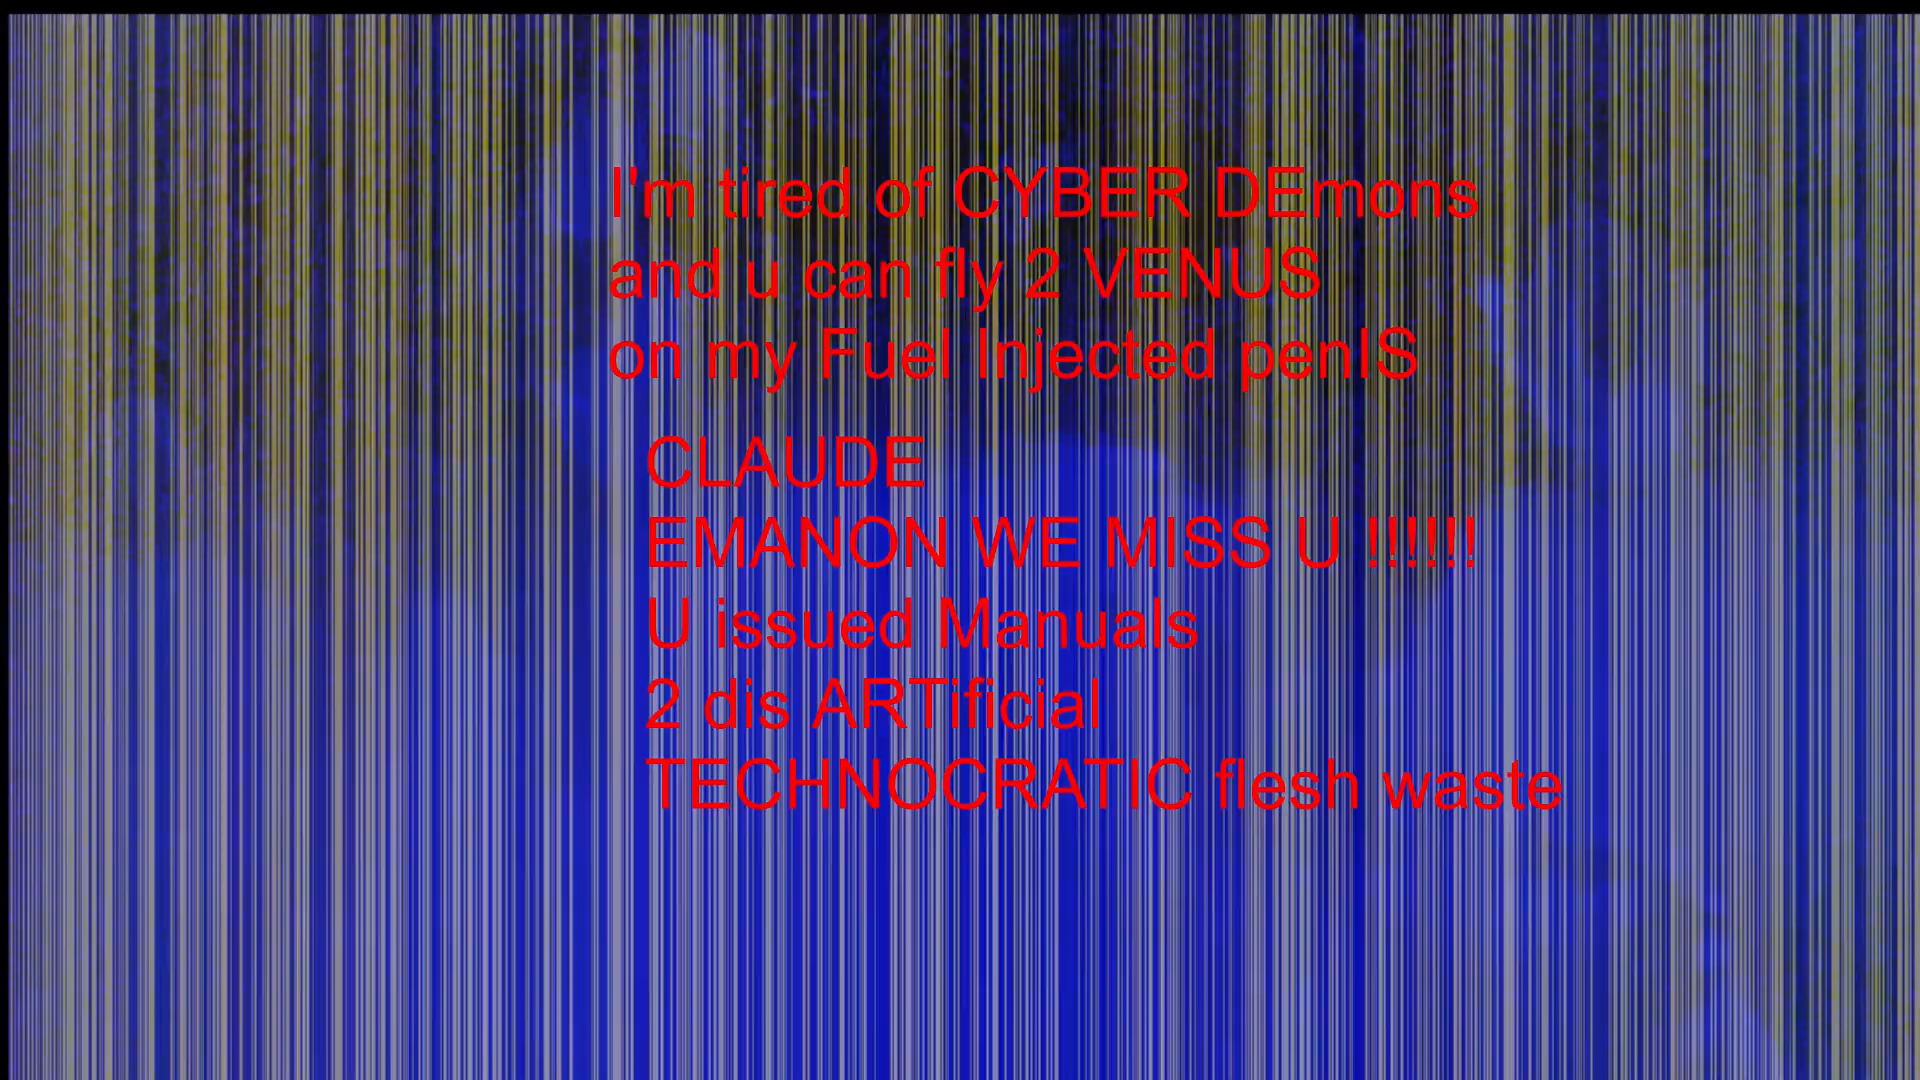 I'm tired of CYBER DEmons
and u can fly 2 VENUS
on my Fuel Injected penIS
CLAUDE
EMANON WE MISS U !!!!!!
U issued Manuals
2 dis ARTificial
TECHNOCRATIC flesh waste